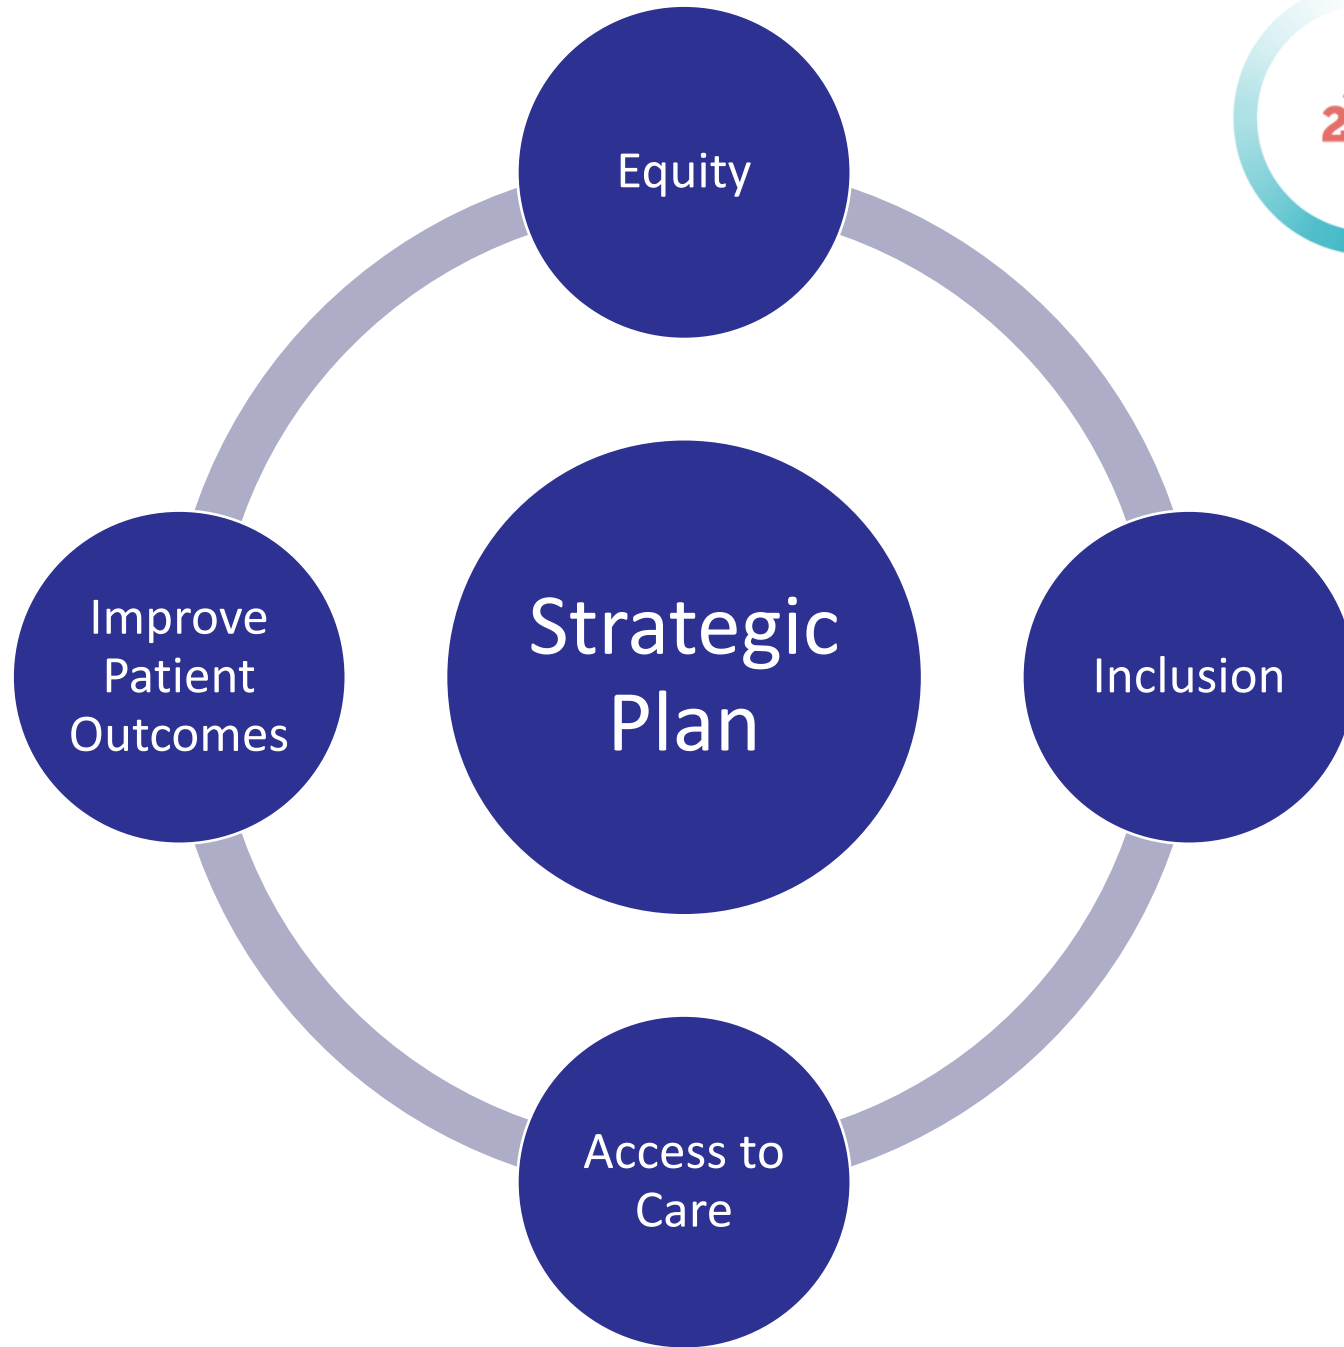 Equity
Improve
Patient
Outcomes
Strategic
Plan
Inclusion
Access to
Care